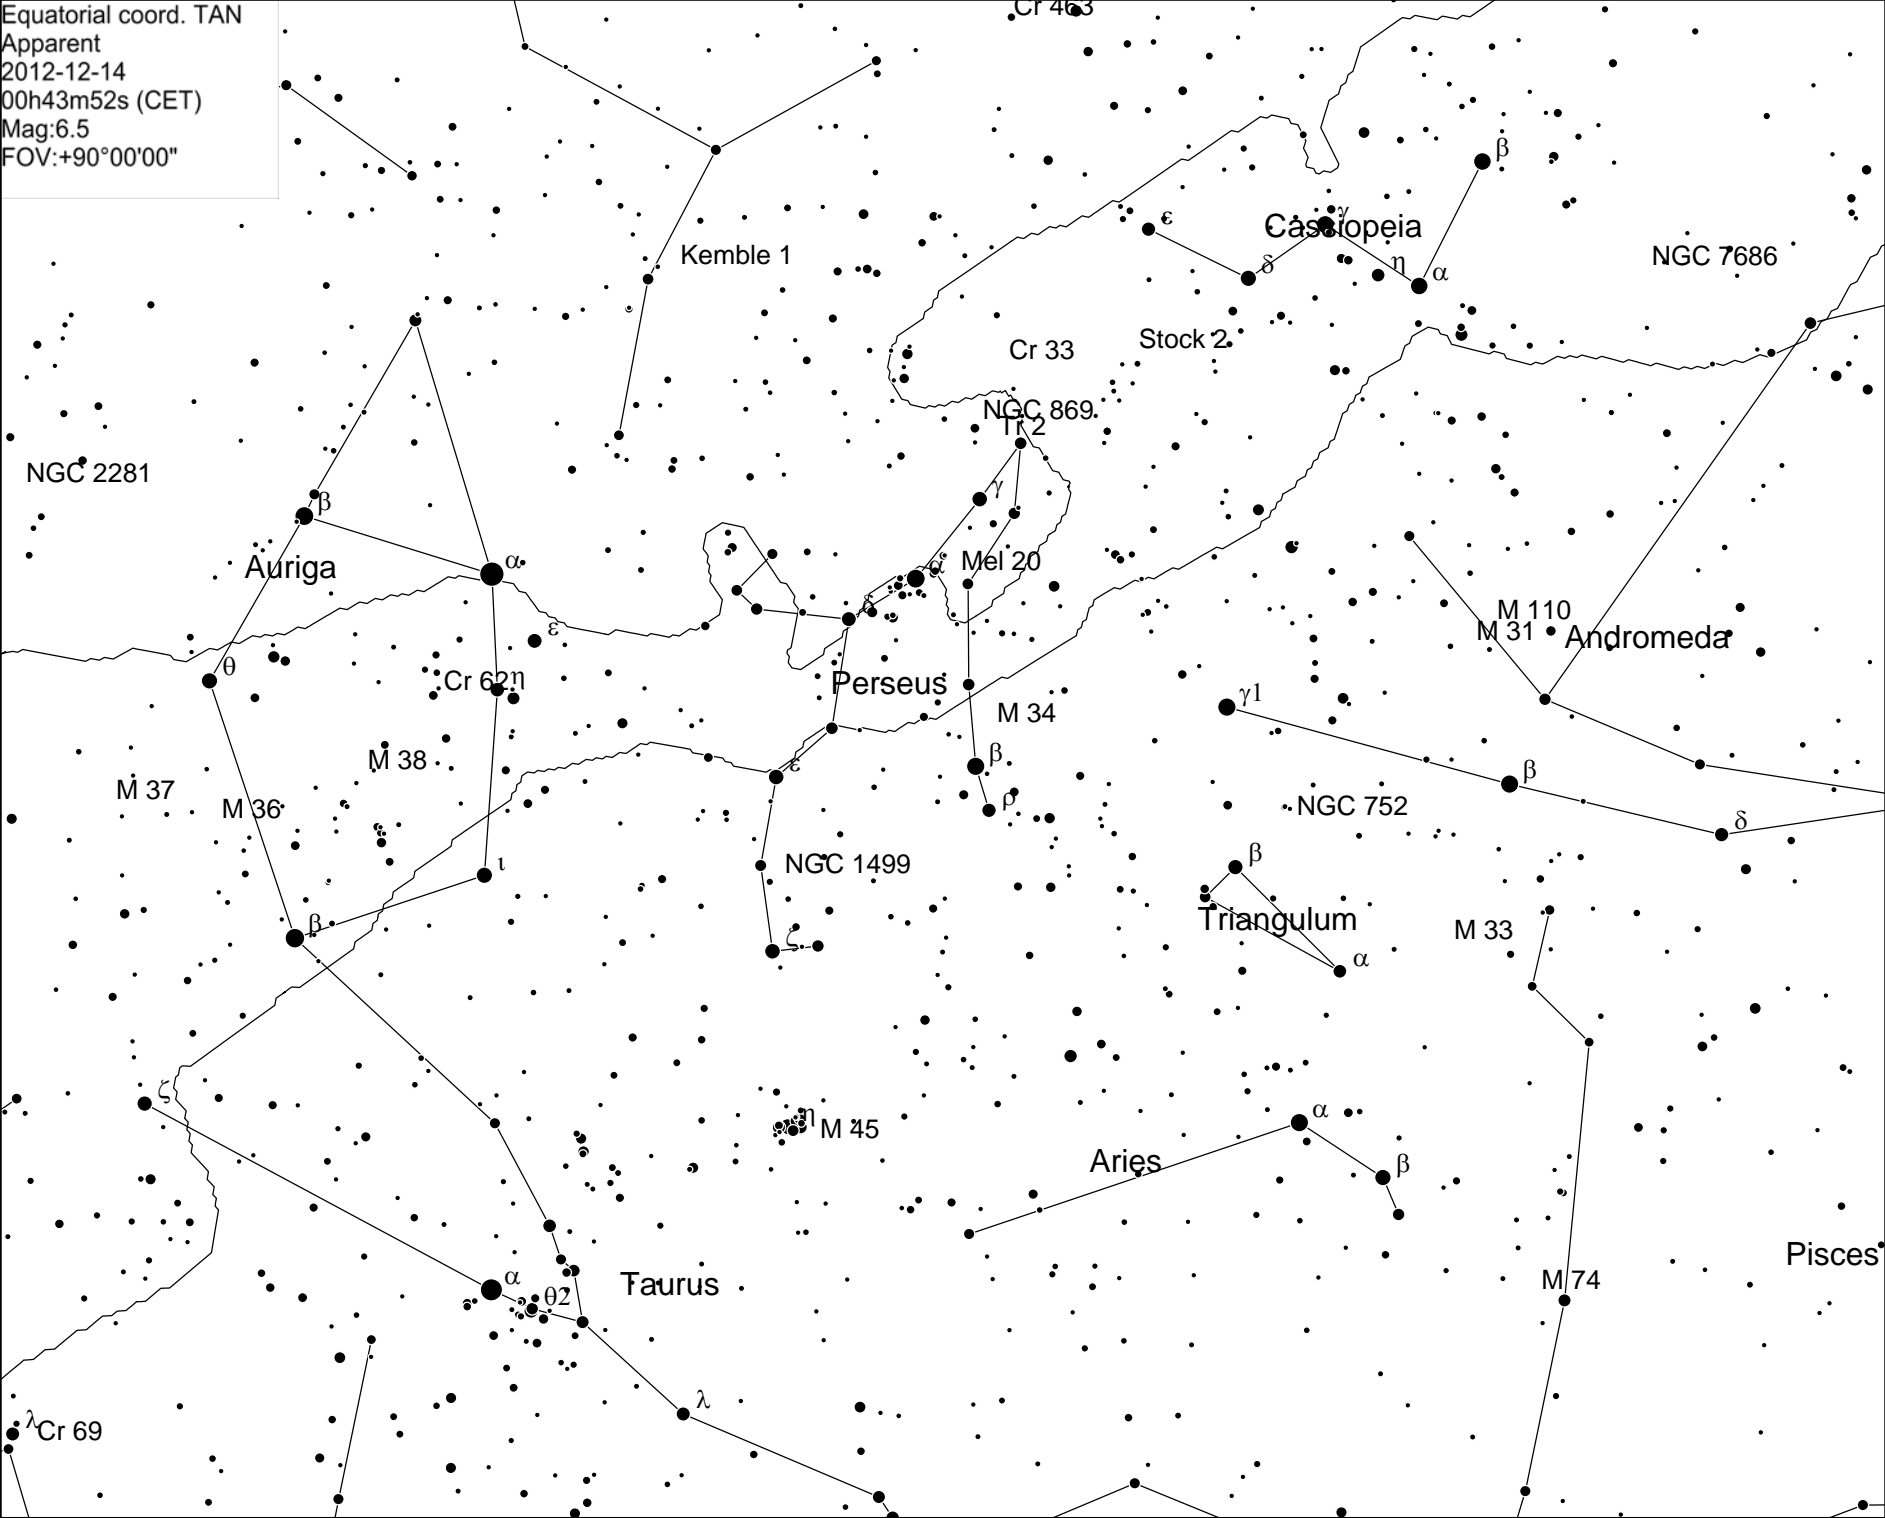 Equatorial coord. TAN
Apparent
2012-12-14
00h43m52s (CET)
Mag:6.5
FOV:+90°00'00"
Cr 463
β
ε
Cassiopeia
γ
δ
η
α
NGC 7686
Kemble 1
Stock 2
Cr 33
NGC 869
Tr 2
NGC 2281
γ
β
Auriga
α
Mel 20
α
δ
M 110
M 31
Andromeda
ε
θ
Cr 62
η
Perseus
γ1
M 34
M 38
β
ε
β
M 37
M 36
ρ
NGC 752
δ
NGC 1499
β
ι
Triangulum
M 33
β
ζ
α
ζ
η
M 45
α
Aries
β
Pisces
M 74
α
Taurus
θ2
λ
λ
Cr 69